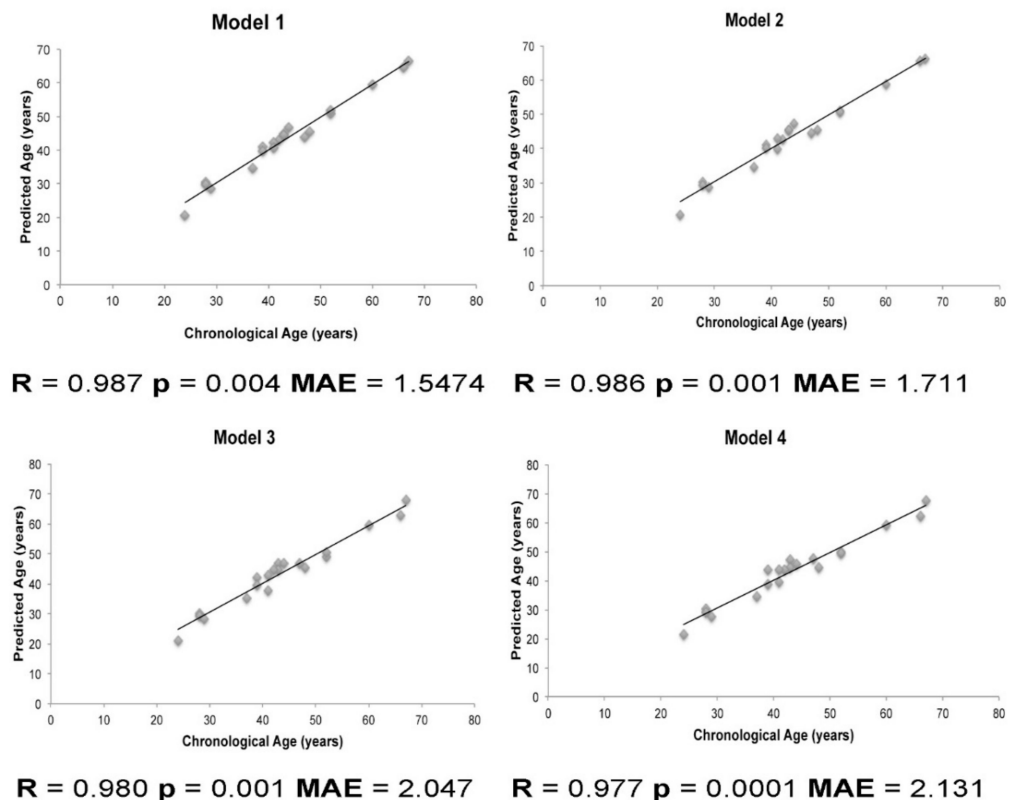 Model 1
70
60
50
40
30
20
10
0
Predicted Age (years)
0 10 20 30 40 50 60 70 80
Chronological Age (years)
R = 0.987 p = 0.004 MAE = 1.5474
Model 2
70
60
50
40
30
20
10
0
Predicted Age (years)
0 10 20 30 40 50 60 70 80
Chronological Age (years)
R = 0.986 p = 0.001 MAE = 1.711
Model 3
80
70
60
50
40
30
20
10
0
Predicted Age (years)
0 10 20 30 40 50 60 70 80
Chronological Age (years)
R = 0.980 p = 0.001 MAE = 2.047
Model 4
80
70
60
50
40
30
20
10
0
Predicted Age (years)
0 10 20 30 40 50 60 70 80
Chronological Age (years)
R = 0.977 p = 0.0001 MAE = 2.131